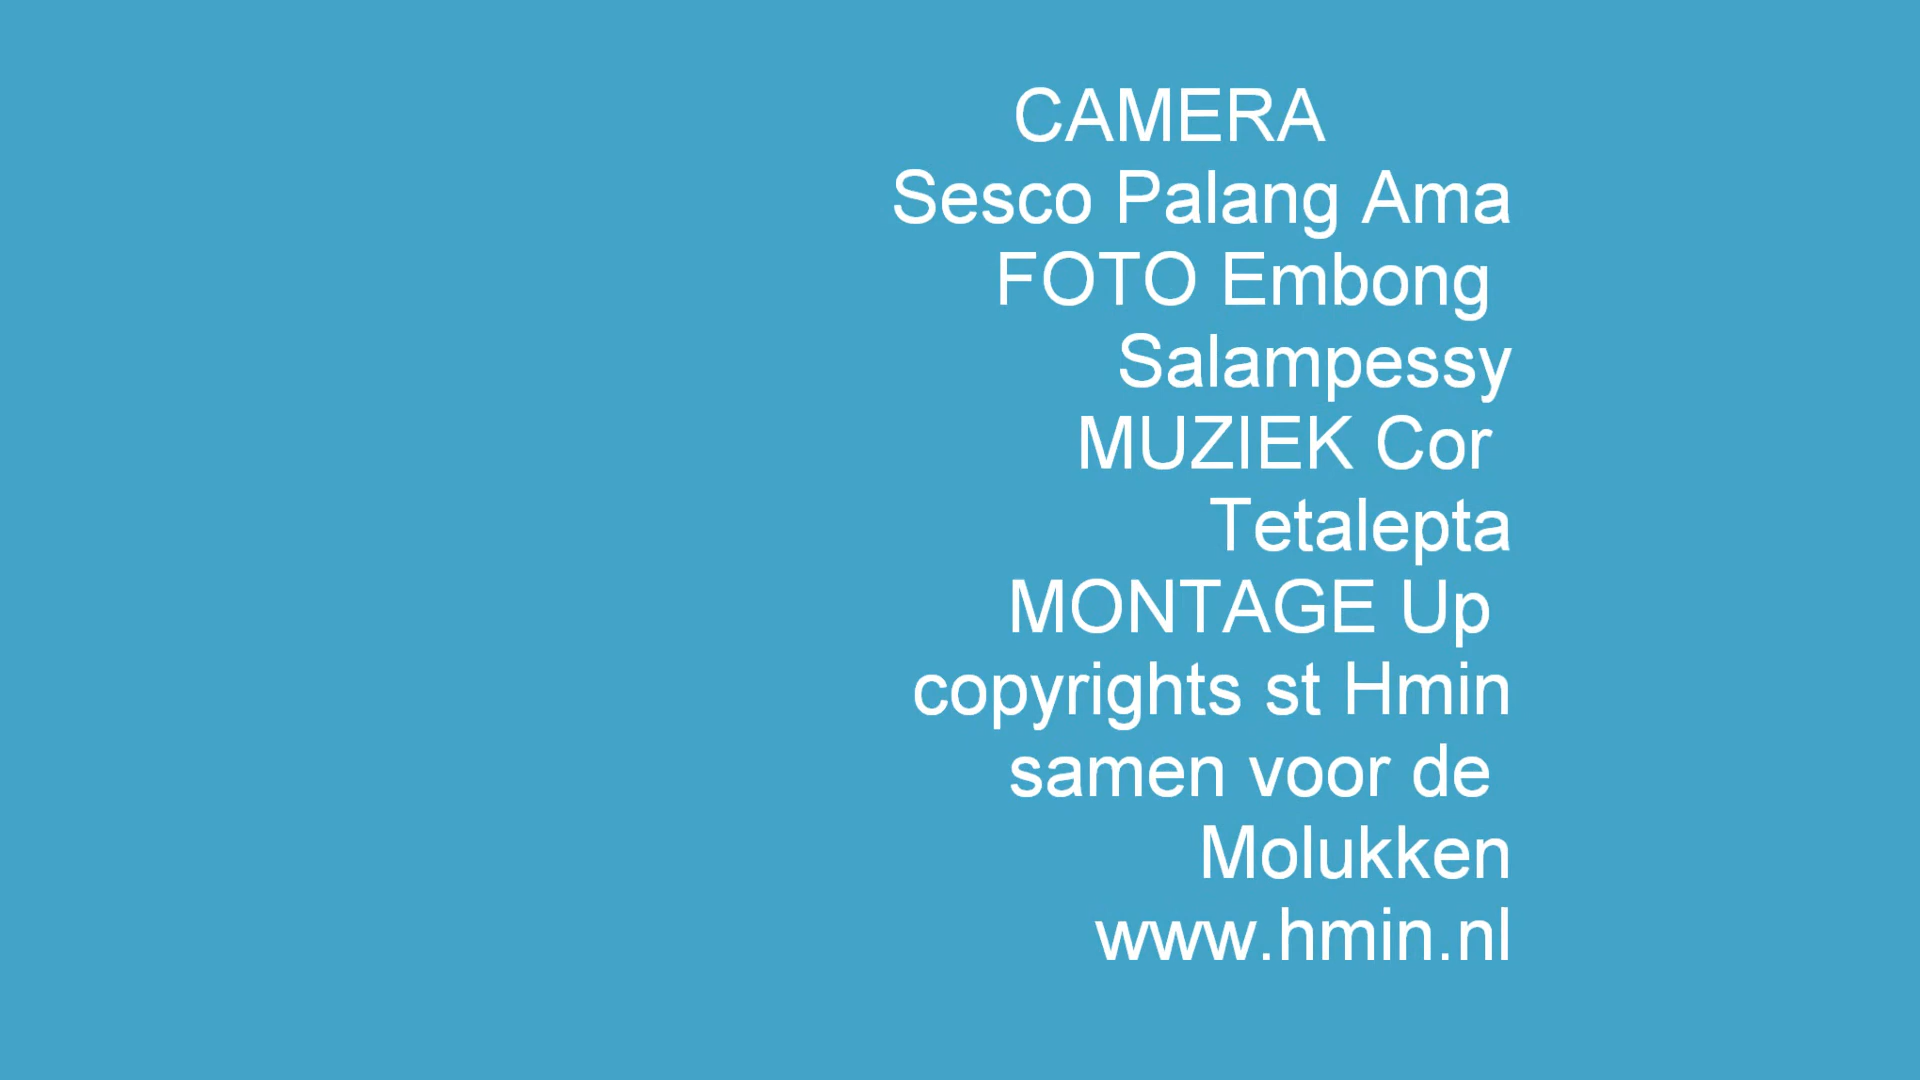 CAMERA
Sesco Palang Ama
FOTO Embong
Salampessy
MUZIEK Cor
Tetalepta
MONTAGE Up
copyrights st Hmin
samen voor de
Molukken
www.hmin.nl